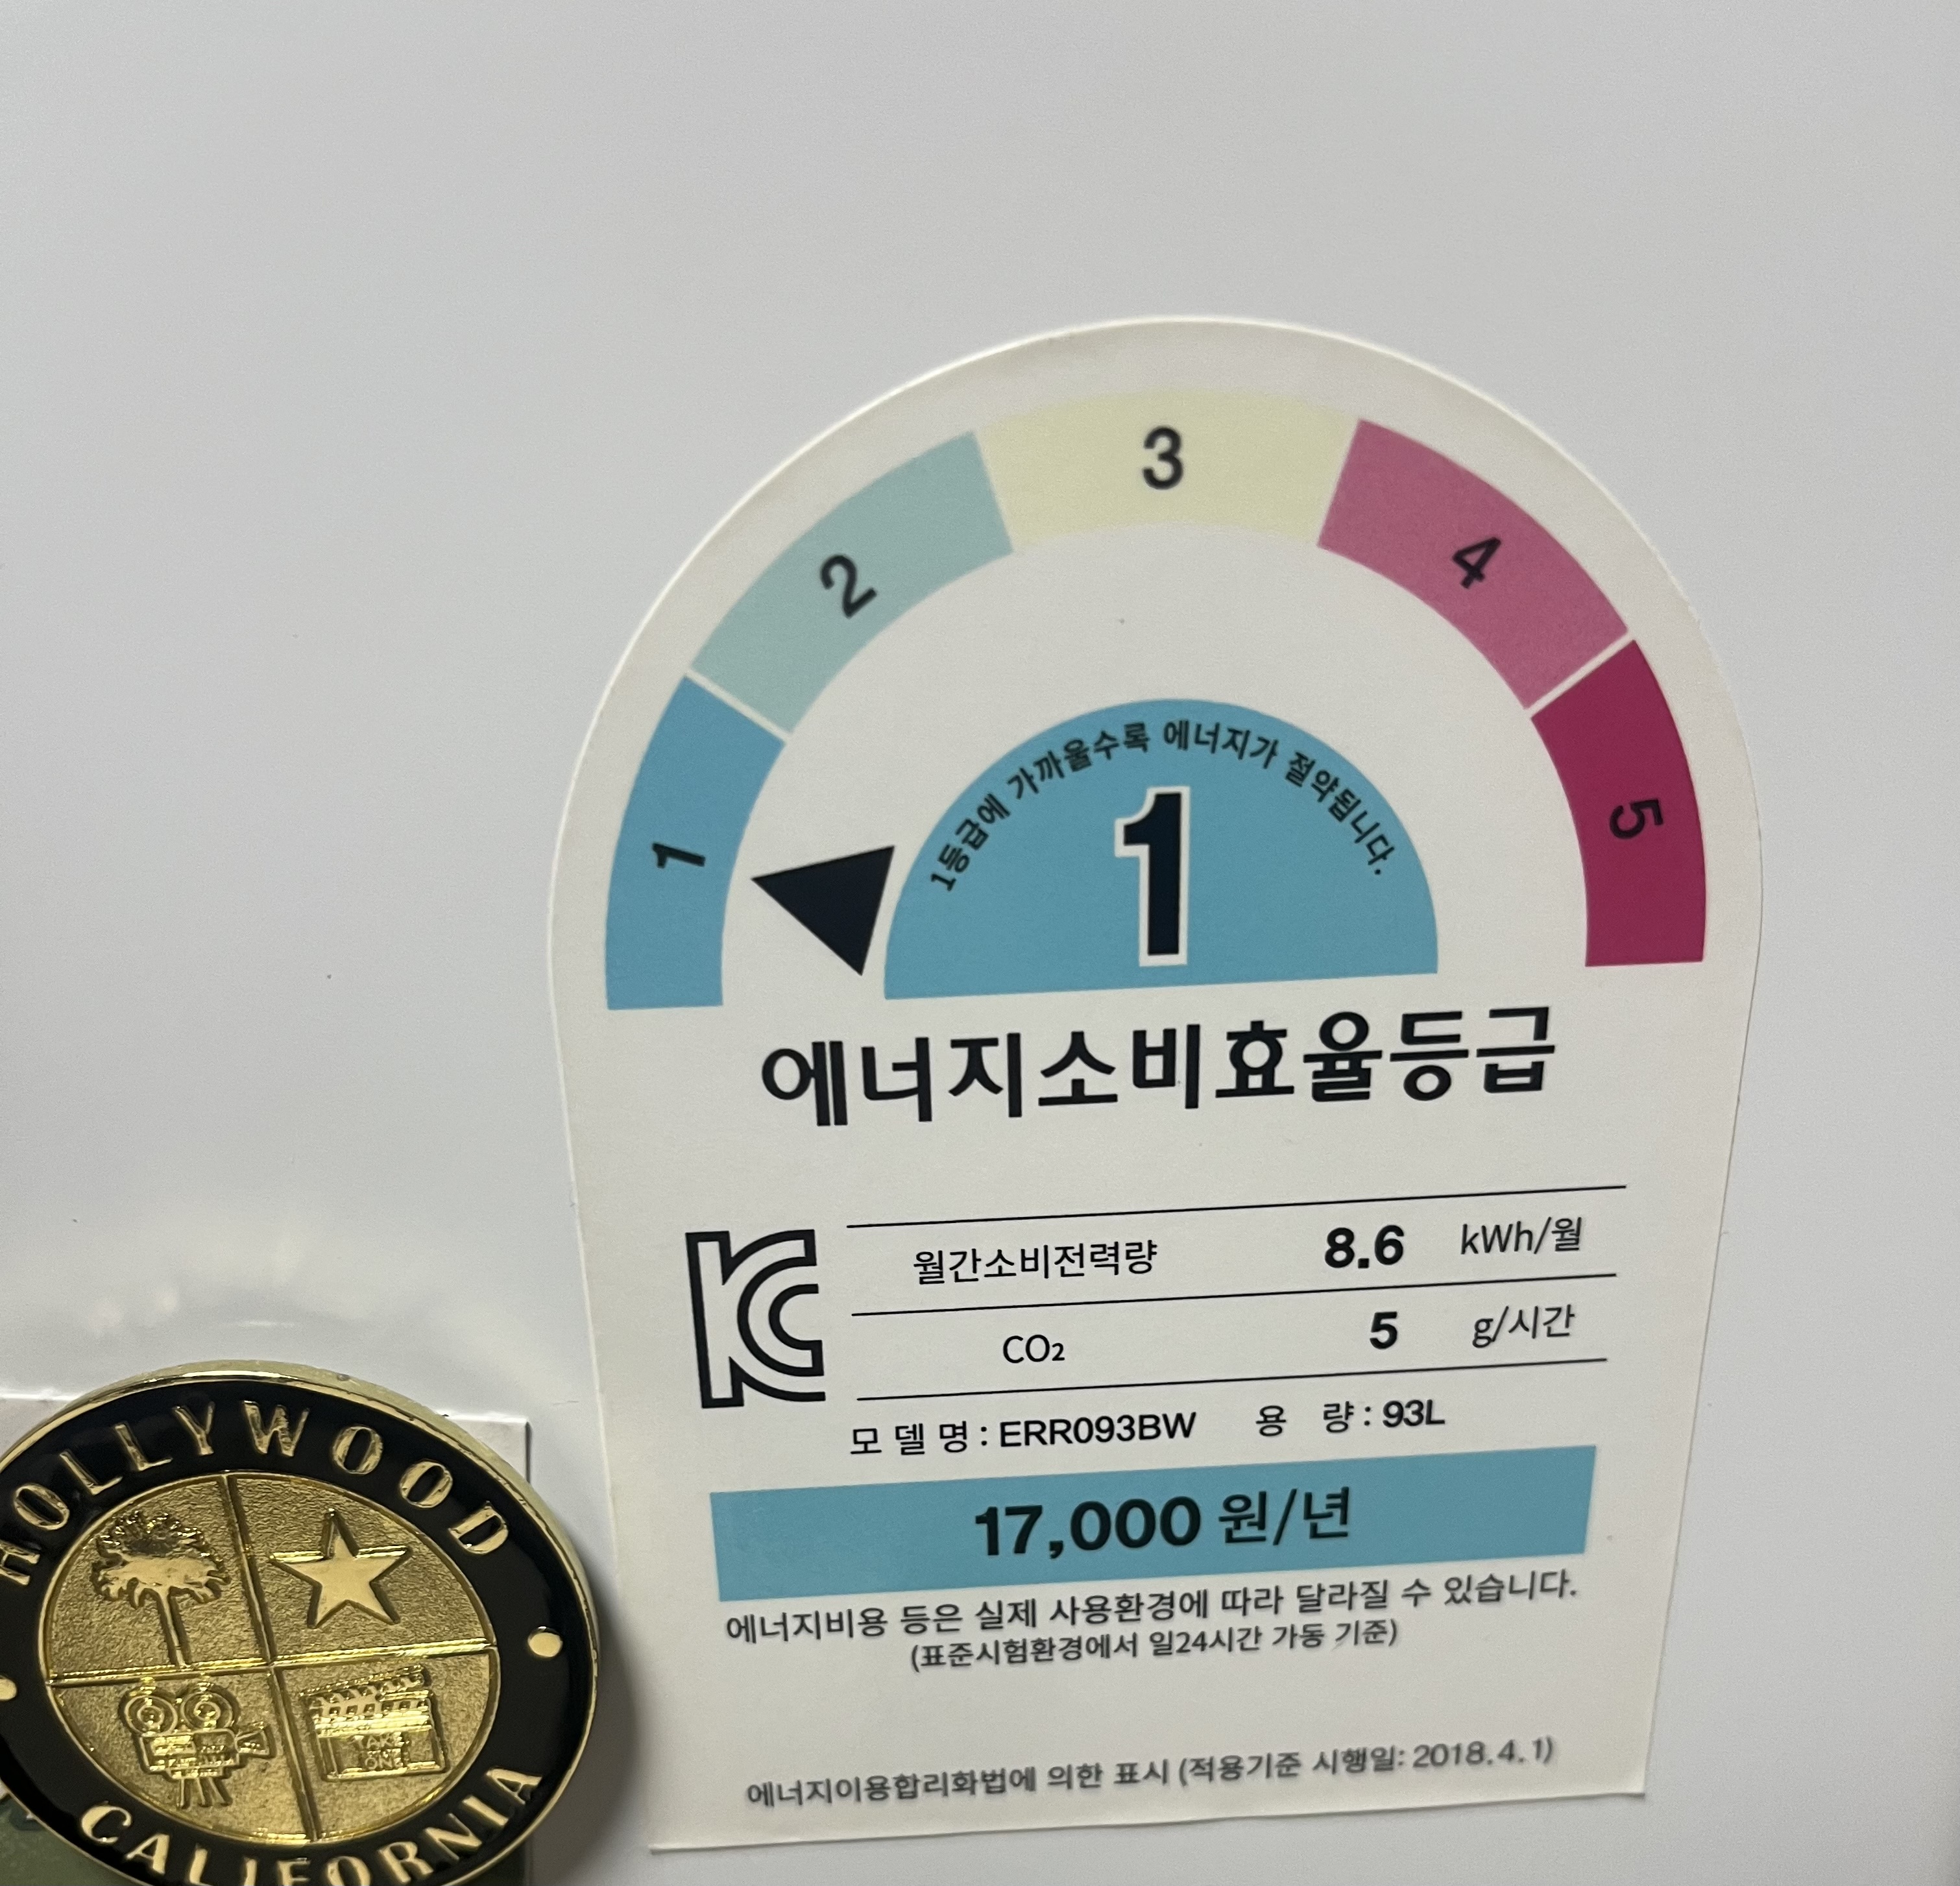 1
2
3
4
5
1등급에 가까울수록 에너지가 절약됩니다.
1
에너지소비효율등급
월간소비전력량 8.6 kWh/월
CO₂ 5 g/시간
모델명 : ERR093BW 용 량 : 93L
17,000 원/년
에너지비용 등은 실제 사용환경에 따라 달라질 수 있습니다.
(표준시험환경에서 일24시간 가동 기준)
에너지이용합리화법에 의한 표시 (적용기준 시행일: 2018.4.1)
HOLLYWOOD
TAKE
ONE
CALIFORNIA